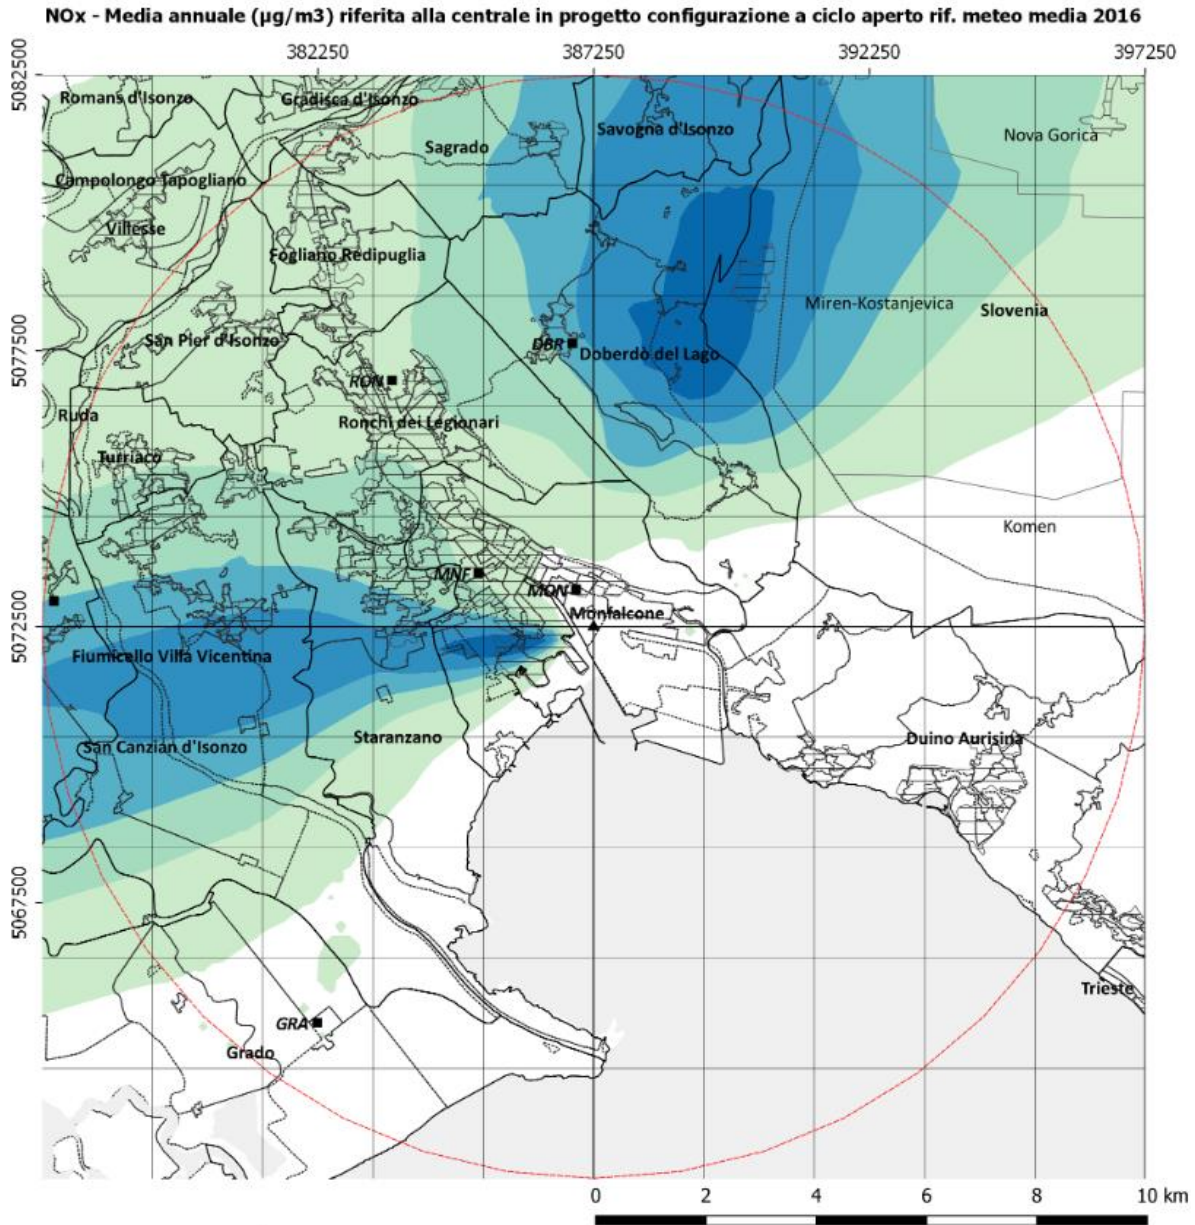 NOx - Media annuale (µg/m3) riferita alla centrale in progetto configurazione a ciclo aperto rif. meteo media 2016
382250 387250 392250 397250
5082500
Romans d'Isonzo
Gradisca d'Isonzo
Savogna d'Isonzo
Nova Gorica
Sagrado
Campolongo Tapogliano
Villesse
Fogliano Redipuglia
Miren-Kostanjevica
Slovenia
San Pier d'Isonzo
DBR
Doberdò del Lago
5077500
RON
Ruda
Ronchi dei Legionari
Turriaco
Komen
MNF
MON
Monfalcone
5072500
Fiumicello Villa Vicentina
San Canzian d'Isonzo
Staranzano
Duino Aurisina
5067500
Trieste
GRA
Grado
0 2 4 6 8 10 km